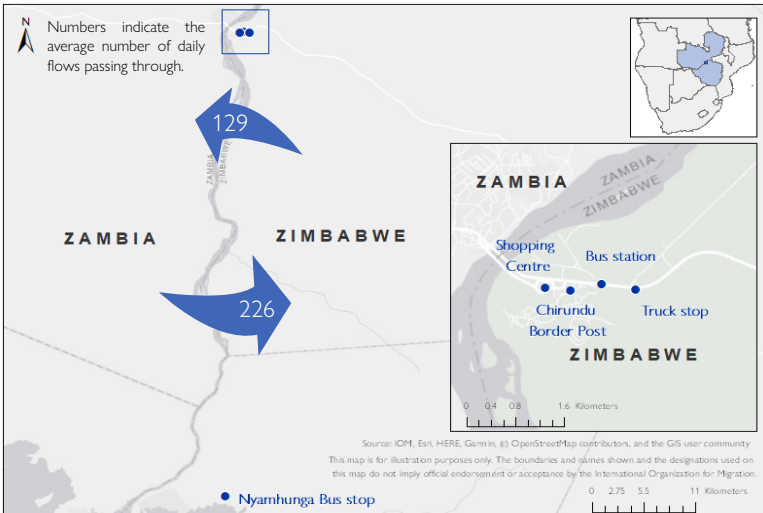 N
Numbers indicate the
average number of daily
flows passing through.
129
ZAMBIA
ZIMBABWE
ZAMBIA
ZIMBABWE
226
Nyamhunga Bus stop
ZAMBIA
ZAMBIA
ZIMBABWE
Shopping
Centre
Bus station
Chirundu
Border Post
Truck stop
ZIMBABWE
0 0.4 0.8 1.6 Kilometers
Source: IOM, Esri, HERE, Garmin, (c) OpenStreetMap contributors, and the GIS user community
This map is for illustration purposes only. The boundaries and names shown and the designations used on
this map do not imply official endorsement or acceptance by the International Organization for Migration.
0 2.75 5.5 11 Kilometers